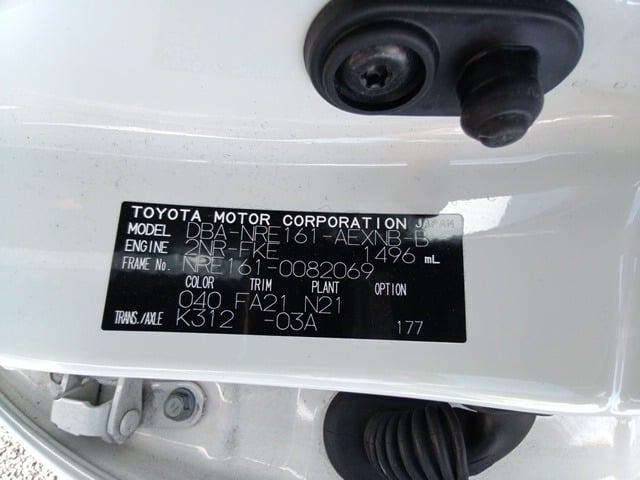 TOYOTA MOTOR CORPORATION JAPAN
MODEL DBA-NRE161-AEXNB-B
ENGINE 2NR-FKE 1496 mL
FRAME No. NRE161-0082069
COLOR TRIM PLANT OPTION
040 FA21 N21
TRANS./AXLE K312 -03A 177